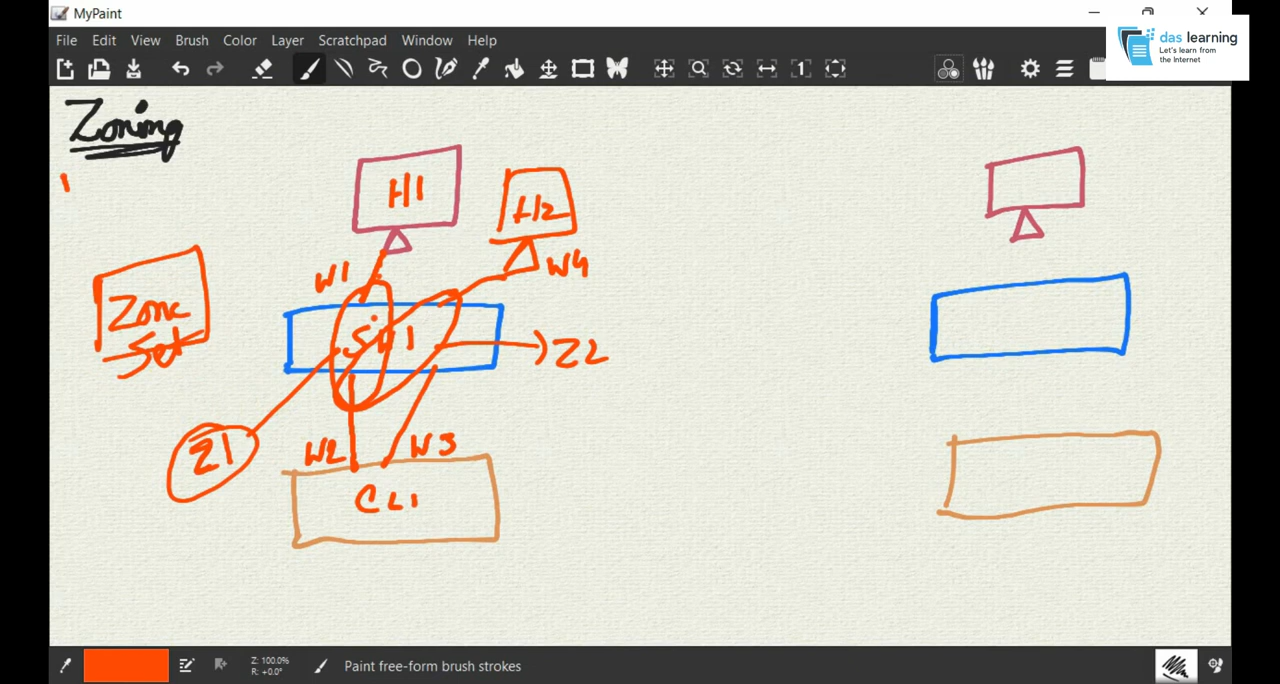 MyPaint
das learning
Let's learn from
the Internet
File Edit View Brush Color Layer Scratchpad Window Help
Zoning
H1
H2
W1
W4
Zone
Set
SW1
Z2
Z1
W2
W3
CL1
Z: 100.0%
R: +0.0°
Paint free-form brush strokes